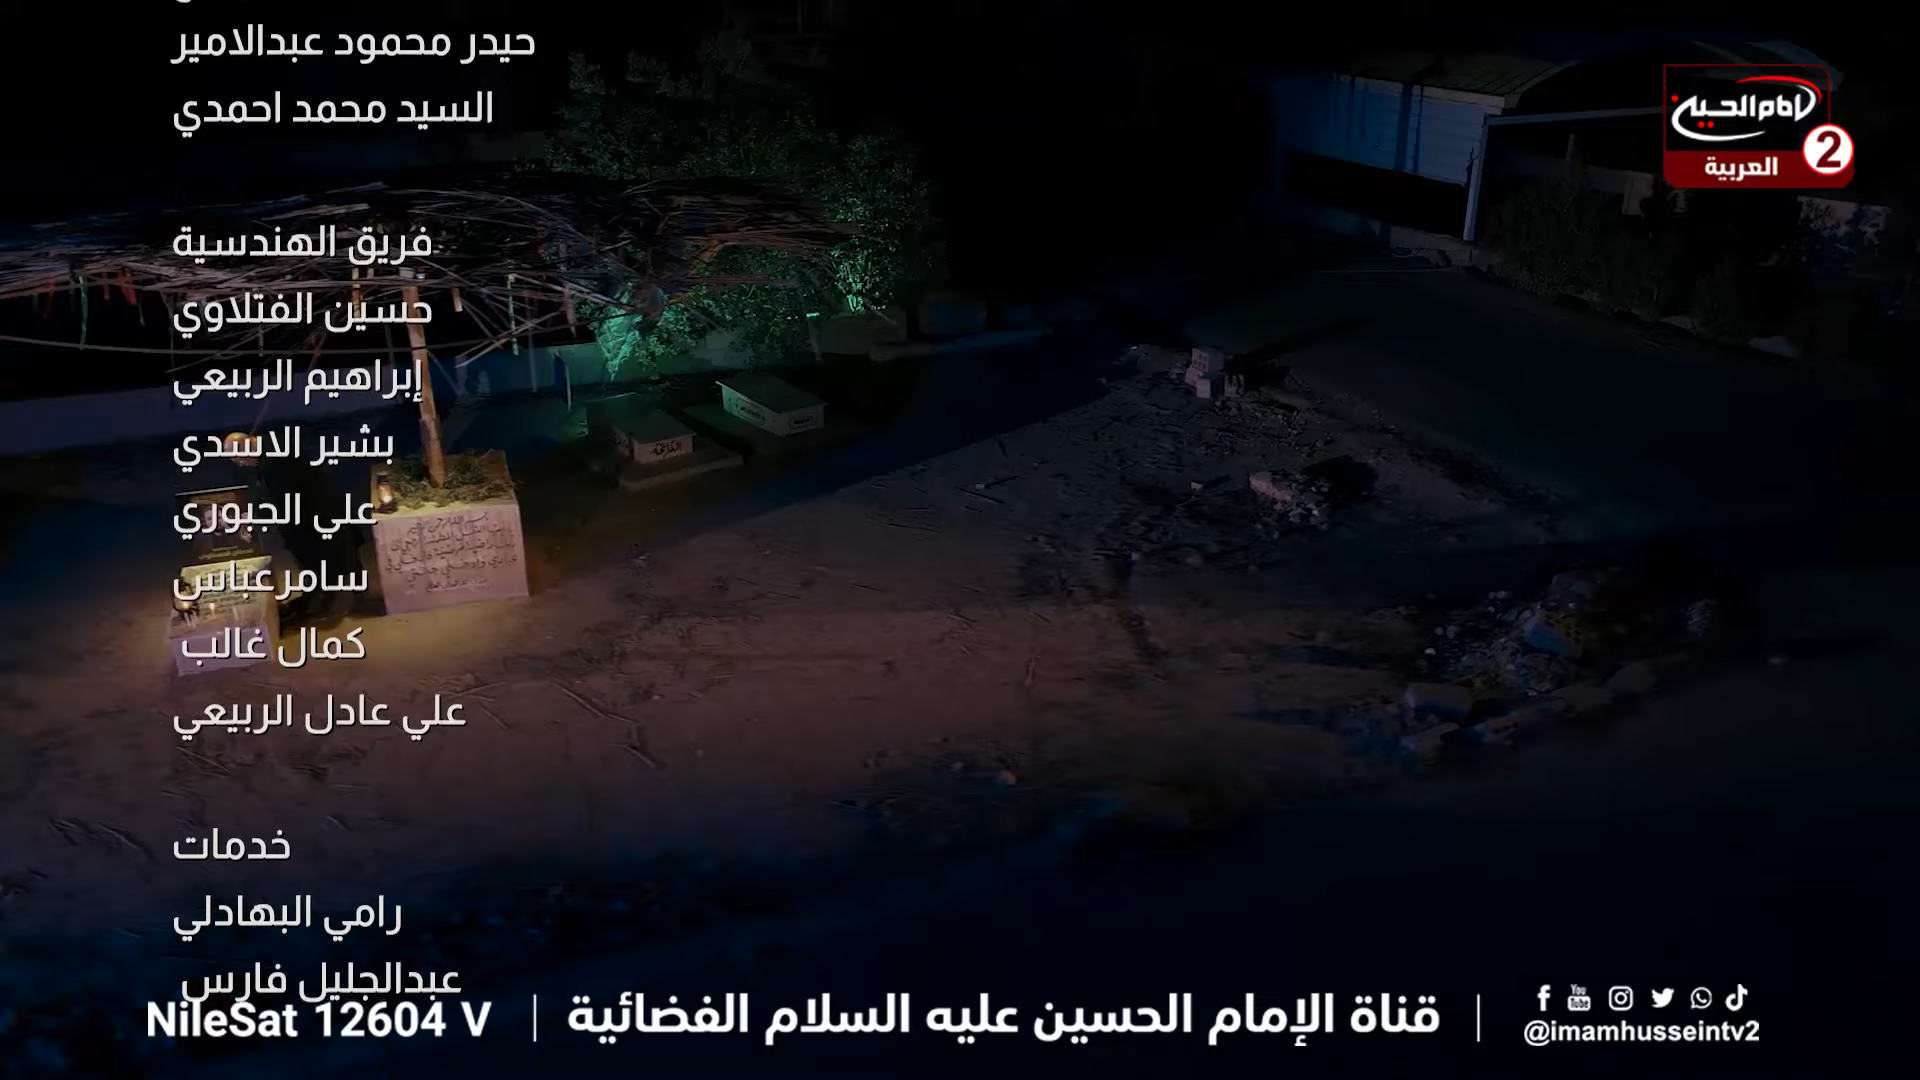 حيدر محمود عبدالامير
السيد محمد احمدي
فريق الهندسية
حسين الفتلاوي
إبراهيم الربيعي
بشير الاسدي
علي الجبوري
سامرعباس
كمال غالب
علي عادل الربيعي
خدمات
رامي البهادلي
عبدالجليل فارس
امام الحسين
2
العربية
NileSat 12604 V | قناة الإمام الحسين عليه السلام الفضائية |
@imamhusseintv2